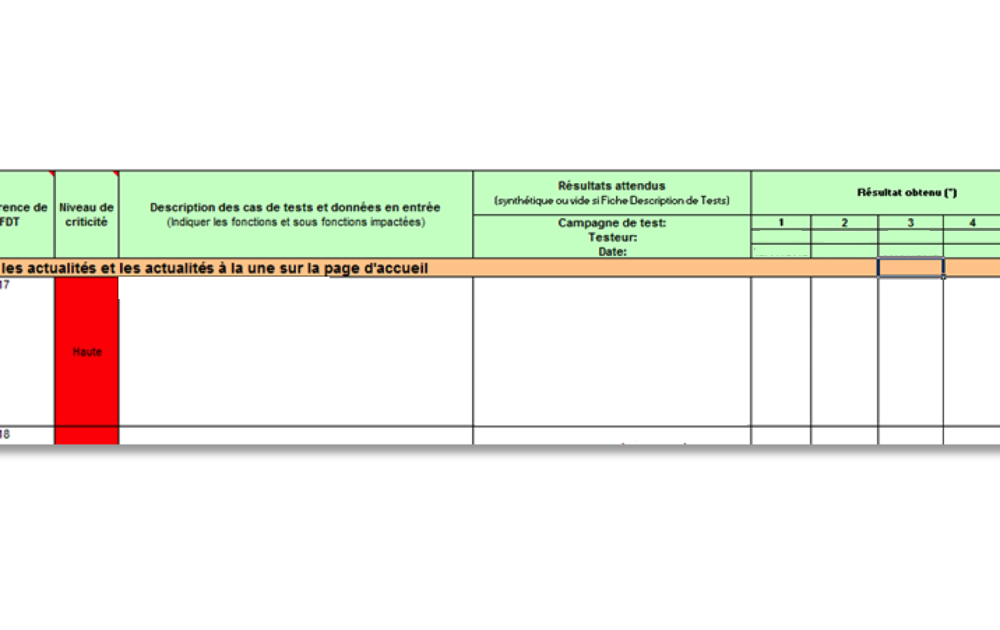 rence de
FDT
Niveau de
criticité
Description des cas de tests et données en entrée
(Indiquer les fonctions et sous fonctions impactées)
Résultats attendus
(synthétique ou vide si Fiche Description de Tests)
Campagne de test:
Testeur:
Date:
Résultat obtenu (*)
1 2 3 4
les actualités et les actualités à la une sur la page d'accueil
17
Haute
18